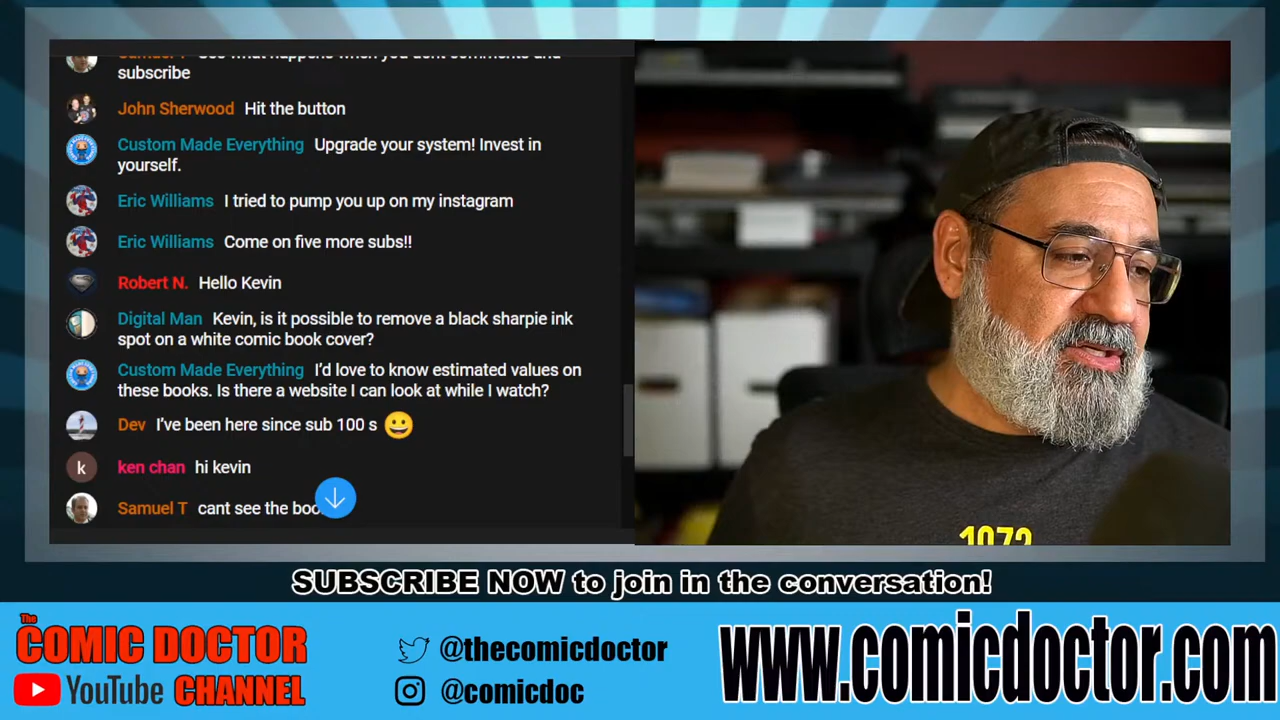 subscribe
John Sherwood Hit the button
Custom Made Everything Upgrade your system! Invest in
yourself.
Eric Williams I tried to pump you up on my instagram
Eric Williams Come on five more subs!!
Robert N. Hello Kevin
Digital Man Kevin, is it possible to remove a black sharpie ink
spot on a white comic book cover?
Custom Made Everything I'd love to know estimated values on
these books. Is there a website I can look at while I watch?
Dev I've been here since sub 100 s 😀
k
ken chan hi kevin
Samuel T cant see the boo
1972
SUBSCRIBE NOW to join in the conversation!
The
COMIC DOCTOR
YouTube CHANNEL
@thecomicdoctor
@comicdoc
www.comicdoctor.com